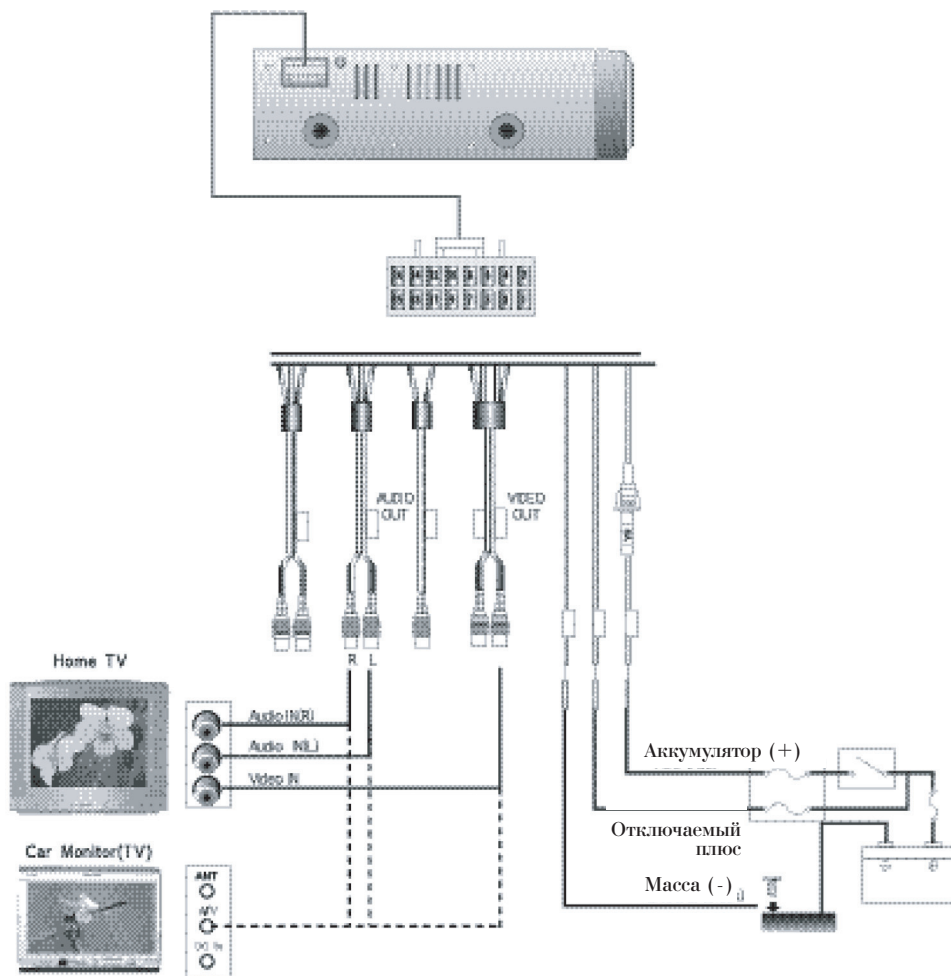 AUDIO
OUT
VIDEO
OUT
R L
Home TV
Audio IN(R)
Audio IN(L)
Video IN
Аккумулятор (+)
Отключаемый
плюс
Масса (-)
Car Monitor(TV)
ANT
A/V